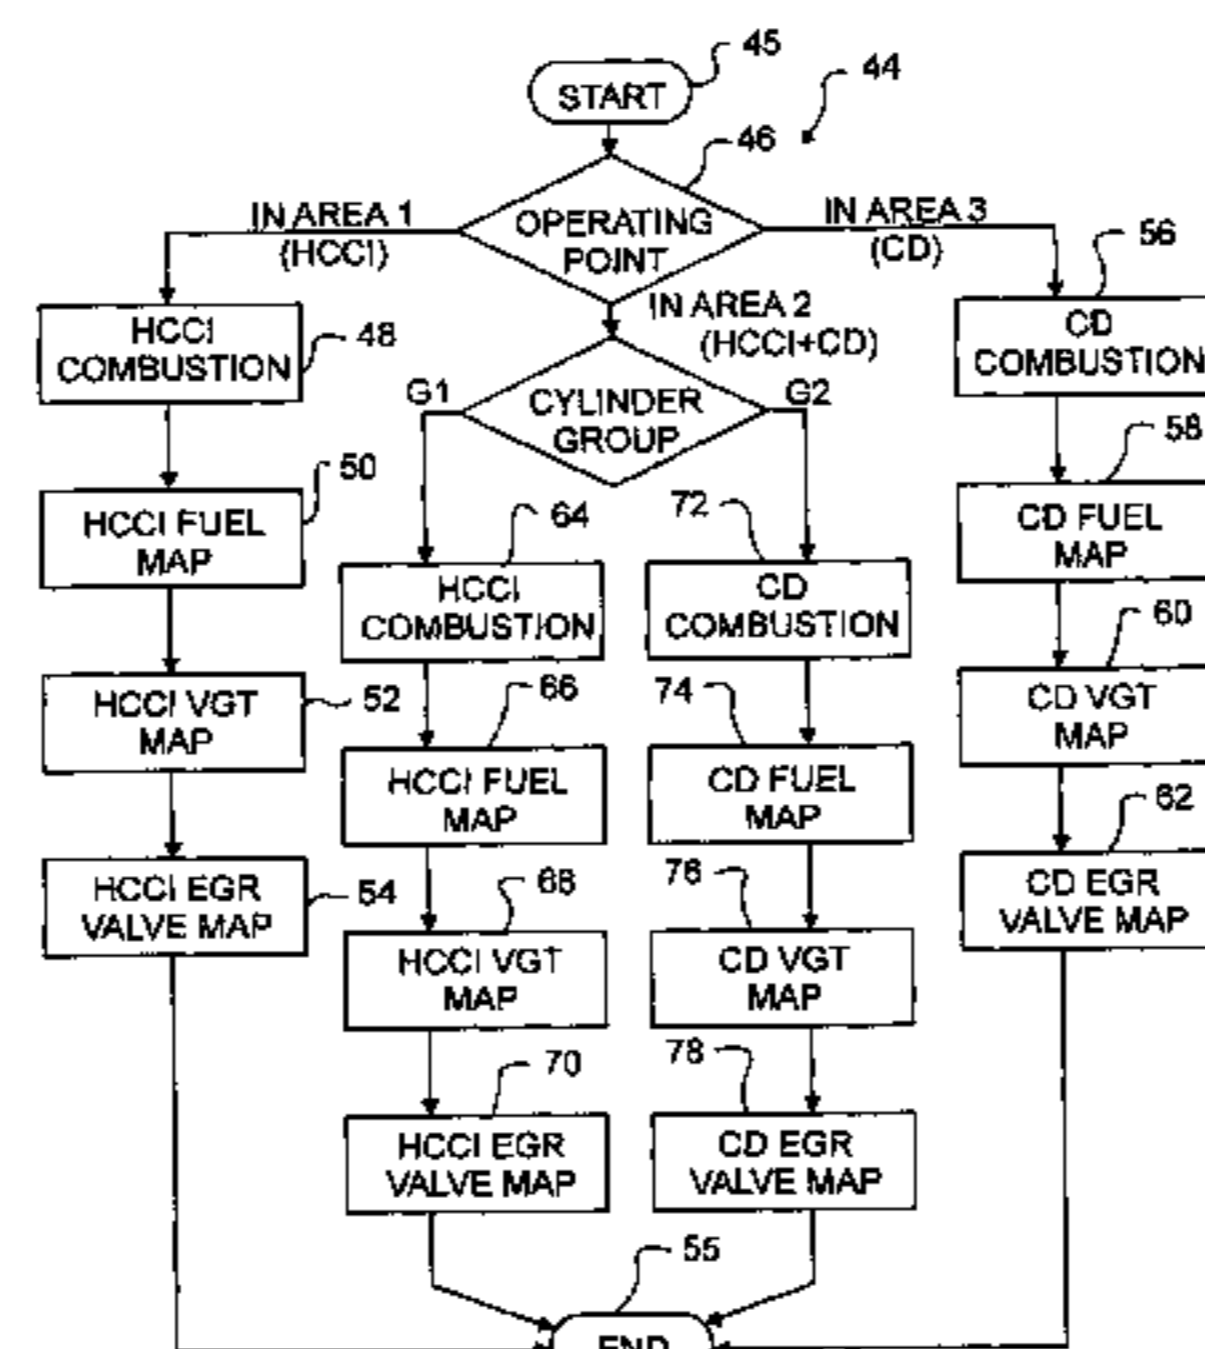 45
START
44
46
OPERATING
POINT
IN AREA 1
(HCCI)
IN AREA 3
(CD)
IN AREA 2
(HCCI+CD)
HCCI
COMBUSTION
48
56
CD
COMBUSTION
G1
CYLINDER
GROUP
G2
50
HCCI FUEL
MAP
58
CD FUEL
MAP
64
HCCI
COMBUSTION
72
CD
COMBUSTION
HCCI VGT
MAP
52
60
CD VGT
MAP
66
HCCI FUEL
MAP
74
CD FUEL
MAP
HCCI EGR
VALVE MAP
54
62
CD EGR
VALVE MAP
68
HCCI VGT
MAP
76
CD VGT
MAP
70
HCCI EGR
VALVE MAP
78
CD EGR
VALVE MAP
55
END